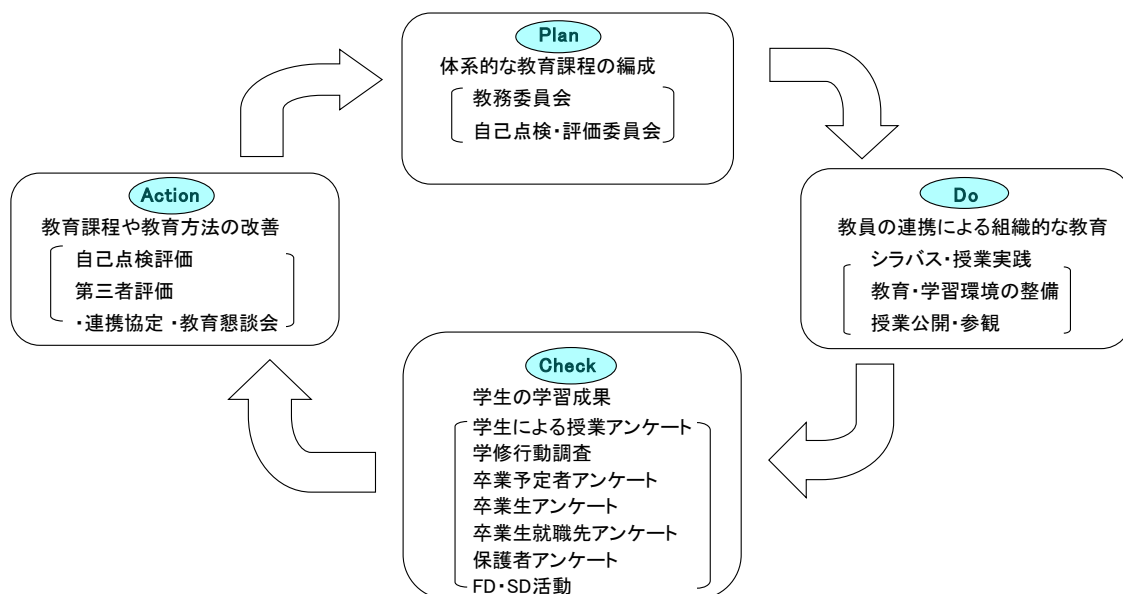 Plan
体系的な教育課程の編成
教務委員会
自己点検・評価委員会
Do
教員の連携による組織的な教育
シラバス・授業実践
教育・学習環境の整備
授業公開・参観
Check
学生の学習成果
学生による授業アンケート
学修行動調査
卒業予定者アンケート
卒業生アンケート
卒業生就職先アンケート
保護者アンケート
FD・SD活動
Action
教育課程や教育方法の改善
自己点検評価
第三者評価
・連携協定 ・教育懇談会